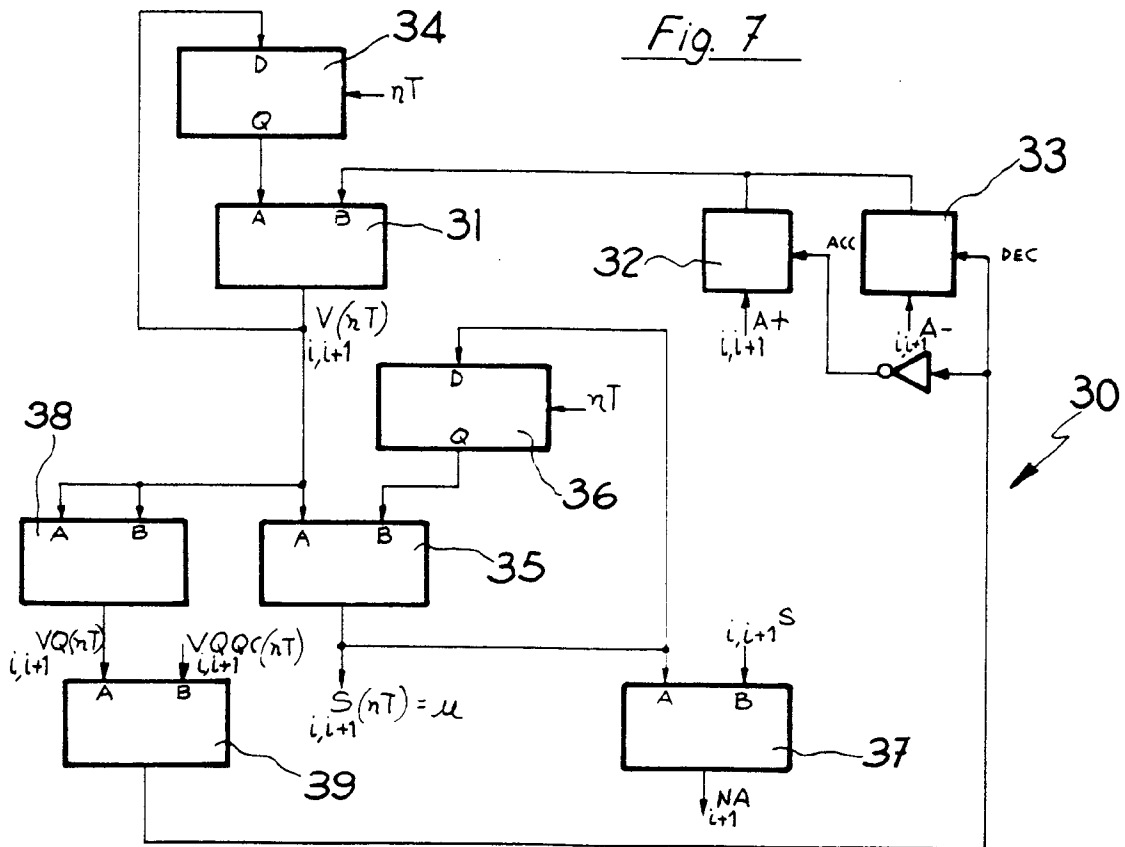 Fig. 7
34
D
Q
nT
33
A
B
31
32
ACC
DEC
i,i+1 A+
i,i+1 A-
i,i+1 V(nT)
D
Q
nT
36
30
38
A
B
A
B
35
i,i+1 VQ(nT)
i,i+1 VQQC(nT)
i,i+1 S
A
B
39
i,i+1 S(nT)=μ
A
B
37
i+1 NA